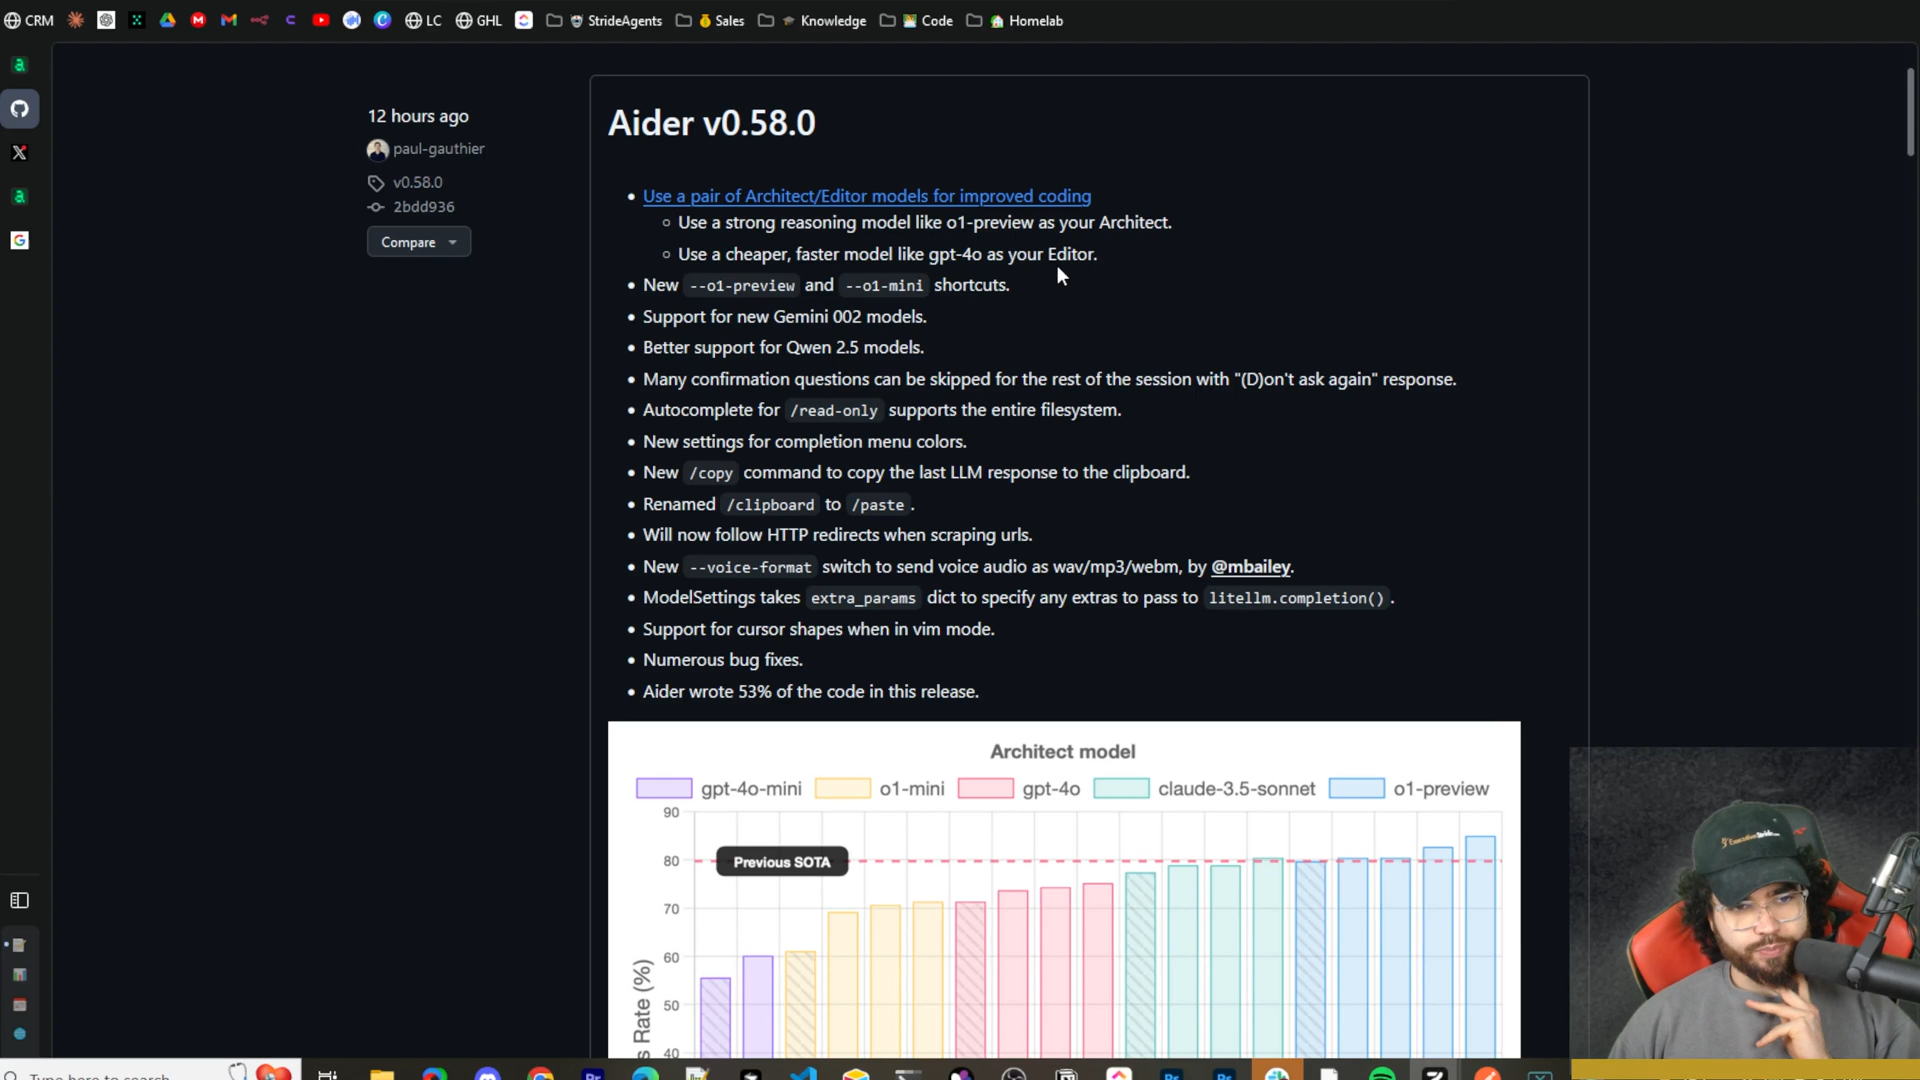 CRM
LC
GHL
StrideAgents
Sales
Knowledge
Code
Homelab
12 hours ago
paul-gauthier
v0.58.0
2bdd936
Compare
Aider v0.58.0
Use a pair of Architect/Editor models for improved coding
Use a strong reasoning model like o1-preview as your Architect.
Use a cheaper, faster model like gpt-4o as your Editor.
New --o1-preview and --o1-mini shortcuts.
Support for new Gemini 002 models.
Better support for Qwen 2.5 models.
Many confirmation questions can be skipped for the rest of the session with "(D)on't ask again" response.
Autocomplete for /read-only supports the entire filesystem.
New settings for completion menu colors.
New /copy command to copy the last LLM response to the clipboard.
Renamed /clipboard to /paste .
Will now follow HTTP redirects when scraping urls.
New --voice-format switch to send voice audio as wav/mp3/webm, by @mbailey.
ModelSettings takes extra_params dict to specify any extras to pass to litellm.completion() .
Support for cursor shapes when in vim mode.
Numerous bug fixes.
Aider wrote 53% of the code in this release.
Architect model
gpt-4o-mini
o1-mini
gpt-4o
claude-3.5-sonnet
o1-preview
90
80
Previous SOTA
70
60
50
40
s Rate (%)
Type here to search